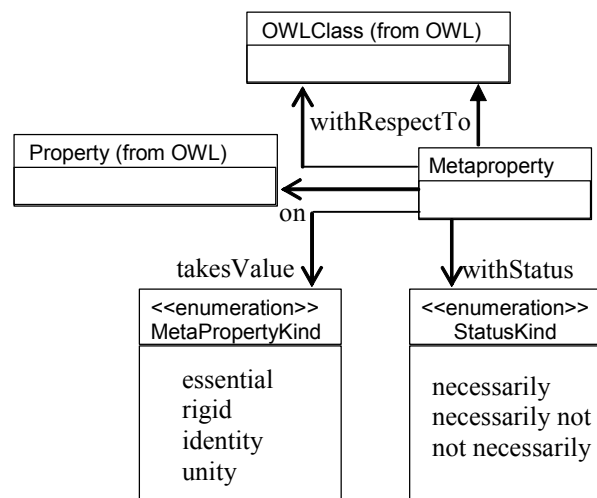 OWLClass (from OWL)
withRespectTo
Property (from OWL)
Metaproperty
on
takesValue
withStatus
<<enumeration>>
MetaPropertyKind
essential
rigid
identity
unity
<<enumeration>>
StatusKind
necessarily
necessarily not
not necessarily